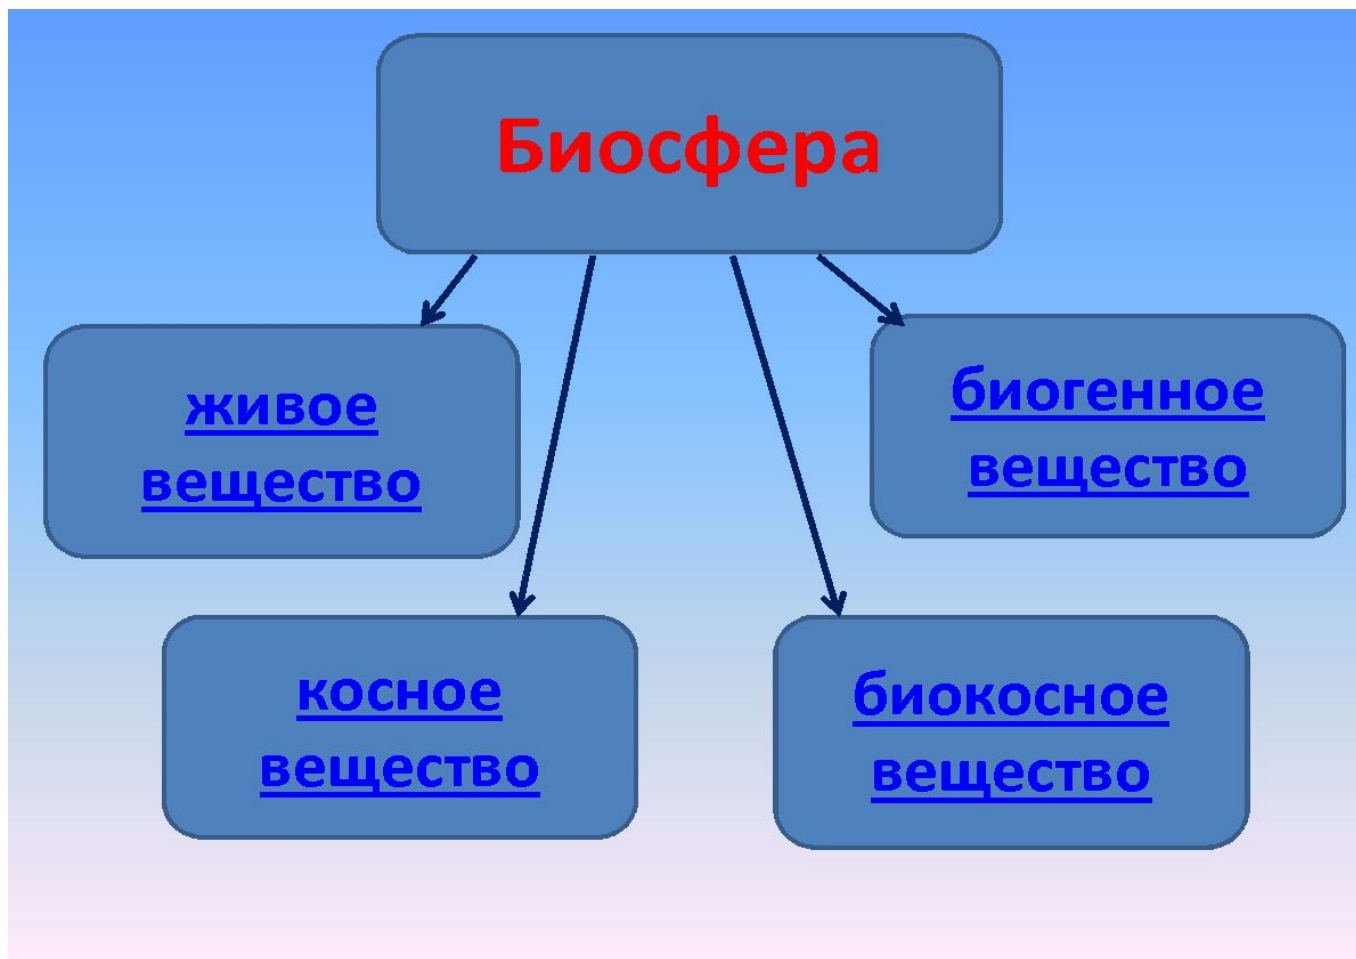 Биосфера
живое
вещество
биогенное
вещество
косное
вещество
биокосное
вещество